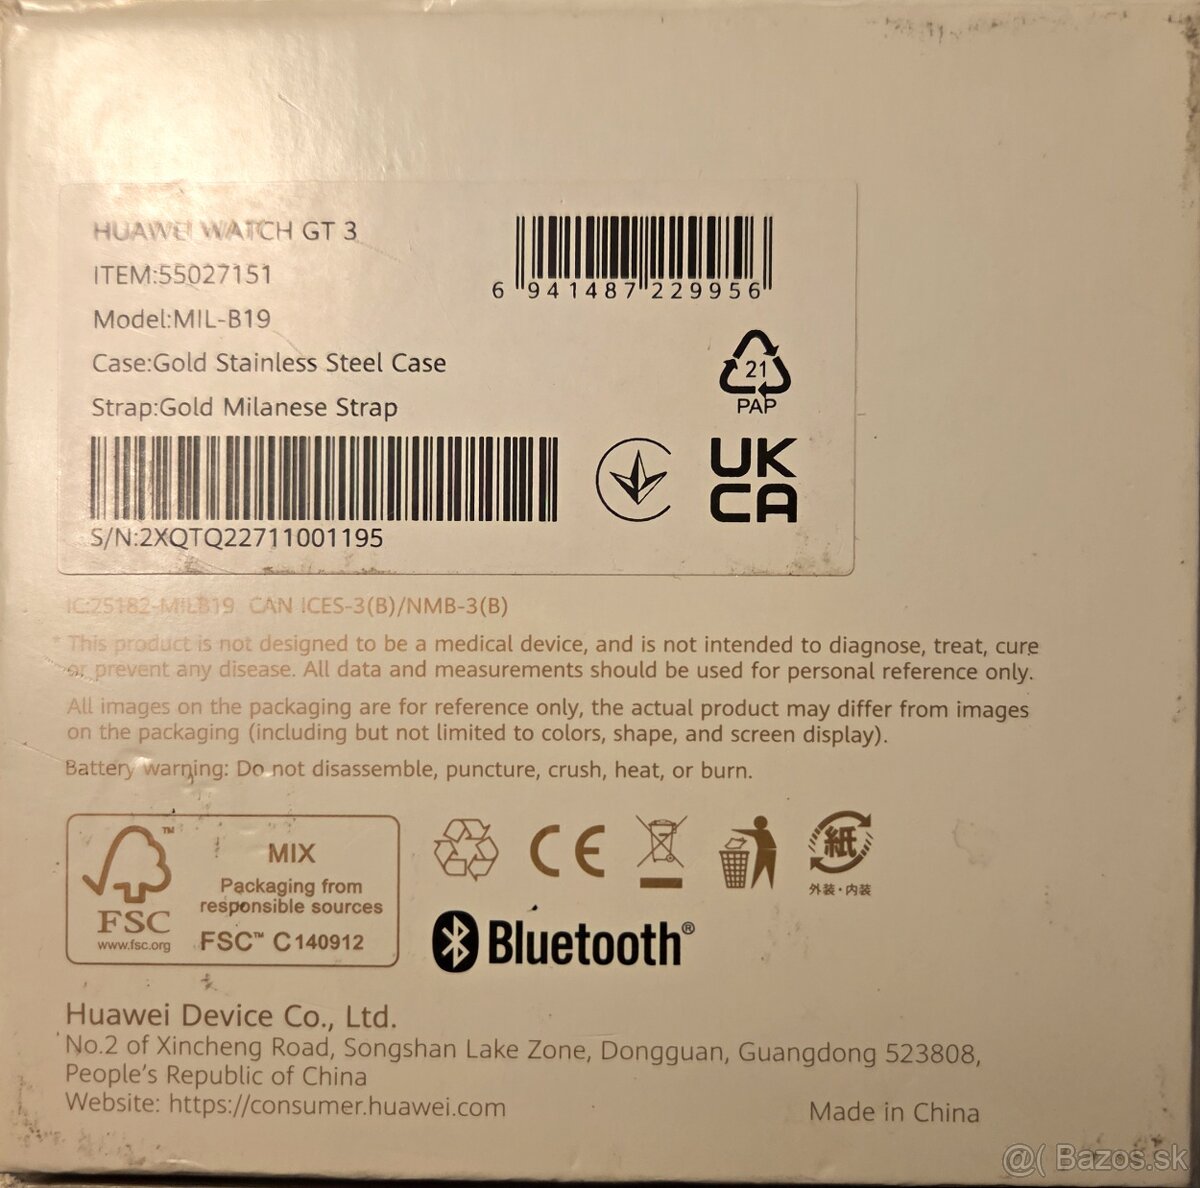 HUAWEI WATCH GT 3
ITEM:55027151
Model:MIL-B19
Case:Gold Stainless Steel Case
Strap:Gold Milanese Strap
6 941487 229956
21
PAP
UK
CA
S/N:2XQTQ22711001195
IC:25182-MILB19 CAN ICES-3(B)/NMB-3(B)
* This product is not designed to be a medical device, and is not intended to diagnose, treat, cure
or prevent any disease. All data and measurements should be used for personal reference only.
All images on the packaging are for reference only, the actual product may differ from images
on the packaging (including but not limited to colors, shape, and screen display).
Battery warning: Do not disassemble, puncture, crush, heat, or burn.
FSC
www.fsc.org
MIX
Packaging from
responsible sources
FSC™ C140912
CE
紙
外装・内装
Bluetooth®
Huawei Device Co., Ltd.
No.2 of Xincheng Road, Songshan Lake Zone, Dongguan, Guangdong 523808,
People's Republic of China
Website: https://consumer.huawei.com
Made in China
@( Bazos.sk